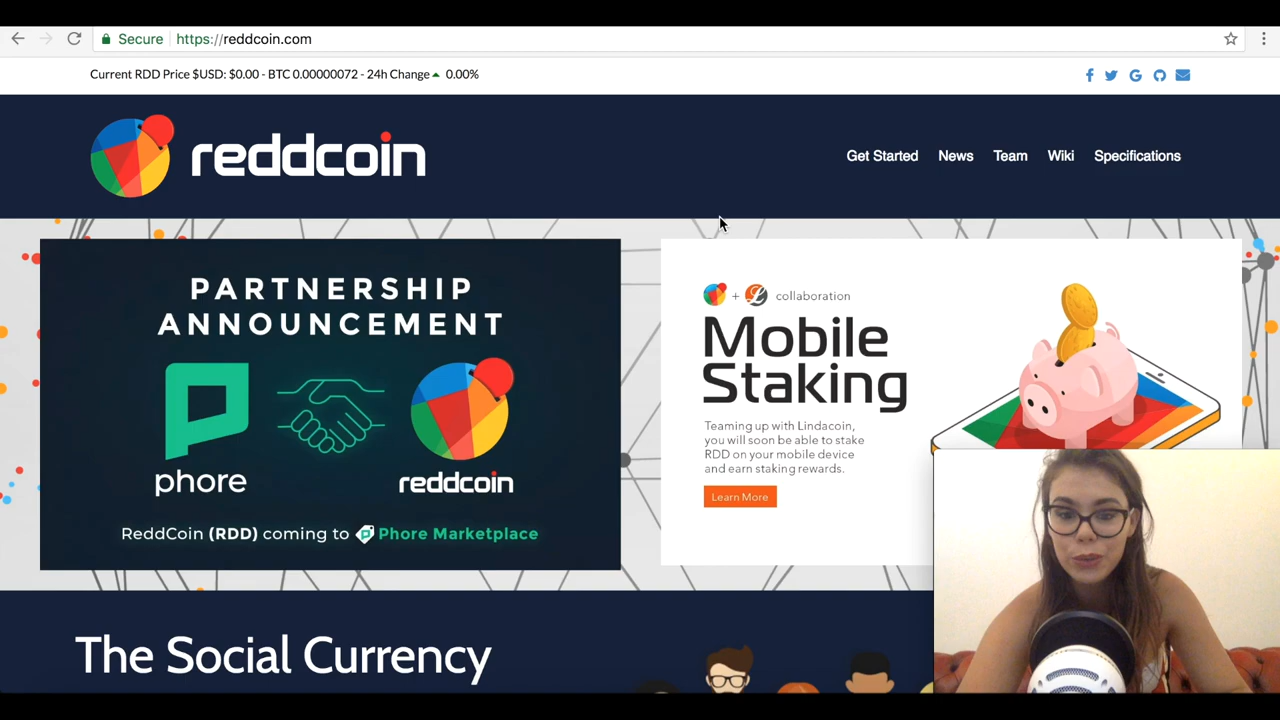 Secure https://reddcoin.com
Current RDD Price $USD: $0.00 - BTC 0.00000072 - 24h Change 0.00%
reddcoin
Get Started News Team Wiki Specifications
PARTNERSHIP
ANNOUNCEMENT
phore
reddcoin
ReddCoin (RDD) coming to Phore Marketplace
+ L collaboration
Mobile
Staking
Teaming up with Lindacoin,
you will soon be able to stake
RDD on your mobile device
and earn staking rewards.
Learn More
The Social Currency